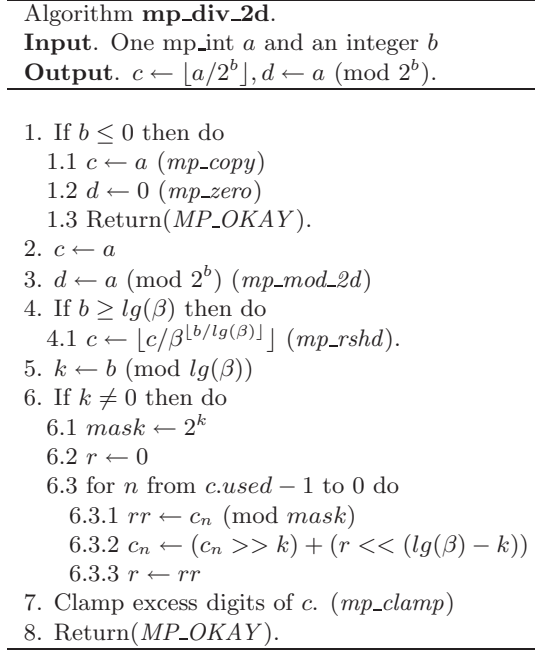 Algorithm mp_div_2d.
Input. One mp_int a and an integer b
Output. c ← ⌊a/2^b⌋, d ← a (mod 2^b).
1. If b ≤ 0 then do
1.1 c ← a (mp_copy)
1.2 d ← 0 (mp_zero)
1.3 Return(MP_OKAY).
2. c ← a
3. d ← a (mod 2^b) (mp_mod_2d)
4. If b ≥ lg(β) then do
4.1 c ← ⌊c/β^⌊b/lg(β)⌋⌋ (mp_rshd).
5. k ← b (mod lg(β))
6. If k ≠ 0 then do
6.1 mask ← 2^k
6.2 r ← 0
6.3 for n from c.used − 1 to 0 do
6.3.1 rr ← c_n (mod mask)
6.3.2 c_n ← (c_n >> k) + (r << (lg(β) − k))
6.3.3 r ← rr
7. Clamp excess digits of c. (mp_clamp)
8. Return(MP_OKAY).